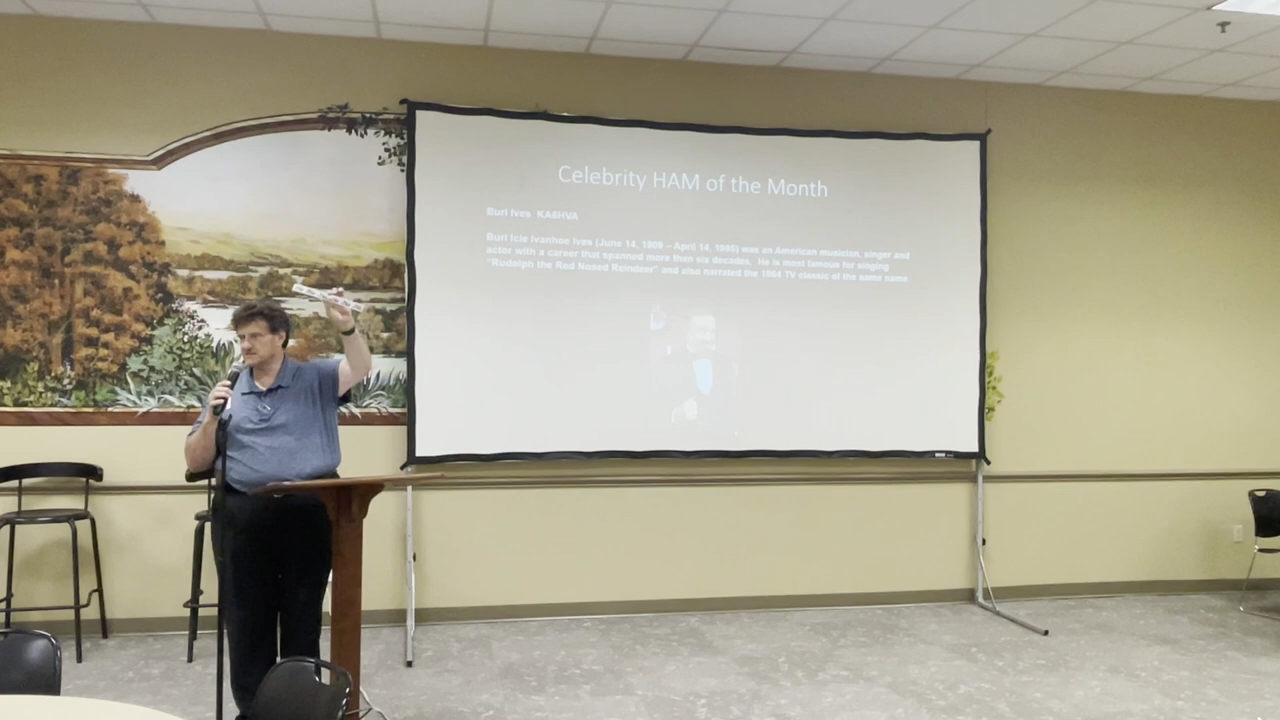 Celebrity HAM of the Month
Burl Ives KA6HVA
Burl Icle Ivanhoe Ives (June 14, 1909 – April 14, 1995) was an American musician, singer and
actor with a career that spanned more than six decades. He is most famous for singing
"Rudolph the Red Nosed Reindeer" and also narrated the 1964 TV classic of the same name